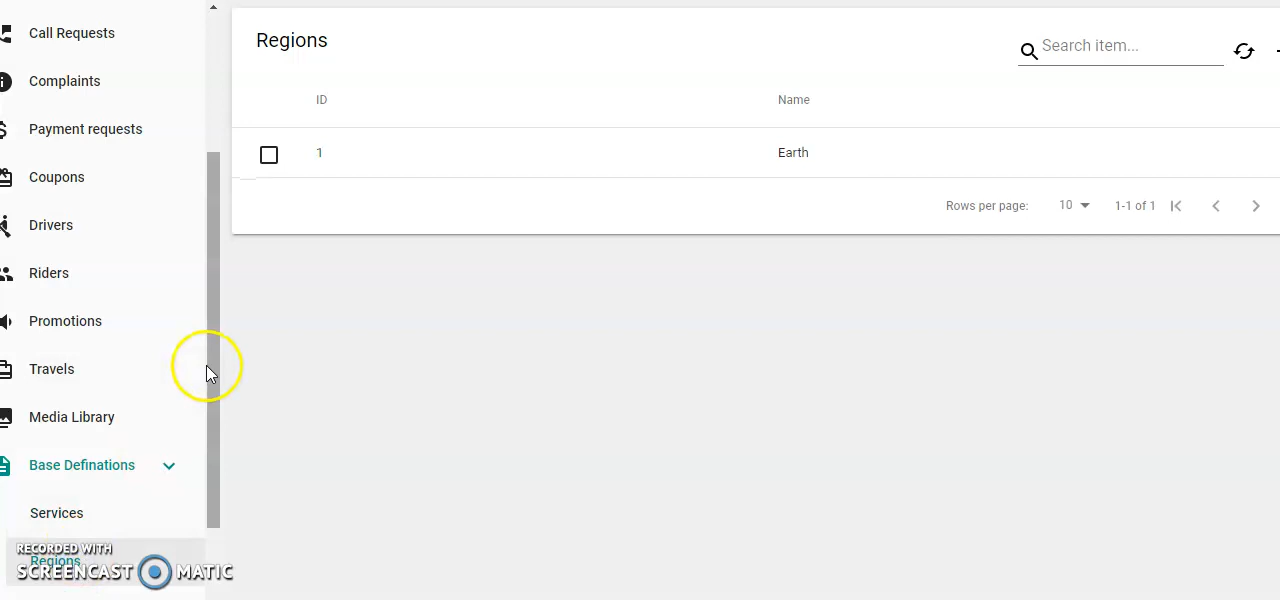 Call Requests
Complaints
Payment requests
Coupons
Drivers
Riders
Promotions
Travels
Media Library
Base Definations
Services
Regions
RECORDED WITH
SCREENCAST MATIC
Regions
Search item...
ID Name
1 Earth
Rows per page: 10 1-1 of 1